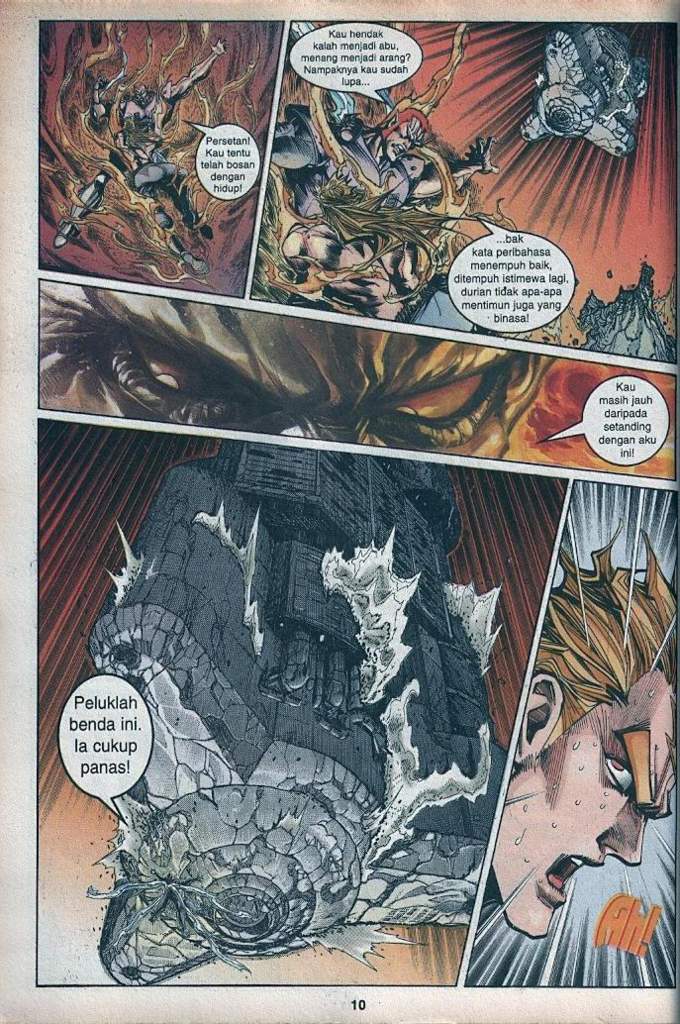 Persetan!
Kau tentu
telah bosan
dengan
hidup!
Kau hendak
kalah menjadi abu,
menang menjadi arang?
Nampaknya kau sudah
lupa...
...bak
kata peribahasa
menempuh baik,
ditempuh istimewa lagi,
durian tidak apa-apa
mentimun juga yang
binasa!
Kau
masih jauh
daripada
setanding
dengan aku
ini!
Peluklah
benda ini.
Ia cukup
panas!
Ah!
10